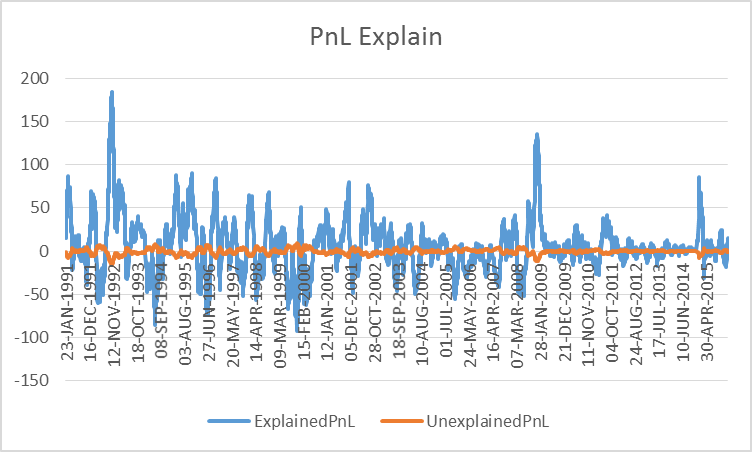 PnL Explain
200
150
100
50
0
-50
-100
-150
23-JAN-1991
16-DEC-1991
12-NOV-1992
18-OCT-1993
08-SEP-1994
03-AUG-1995
27-JUN-1996
20-MAY-1997
14-APR-1998
09-MAR-1999
15-FEB-2000
12-JAN-2001
05-DEC-2001
28-OCT-2002
18-SEP-2003
10-AUG-2004
01-JUL-2005
24-MAY-2006
16-APR-2007
07-MAR-2008
28-JAN-2009
21-DEC-2009
11-NOV-2010
04-OCT-2011
24-AUG-2012
17-JUL-2013
10-JUN-2014
30-APR-2015
ExplainedPnL
UnexplainedPnL